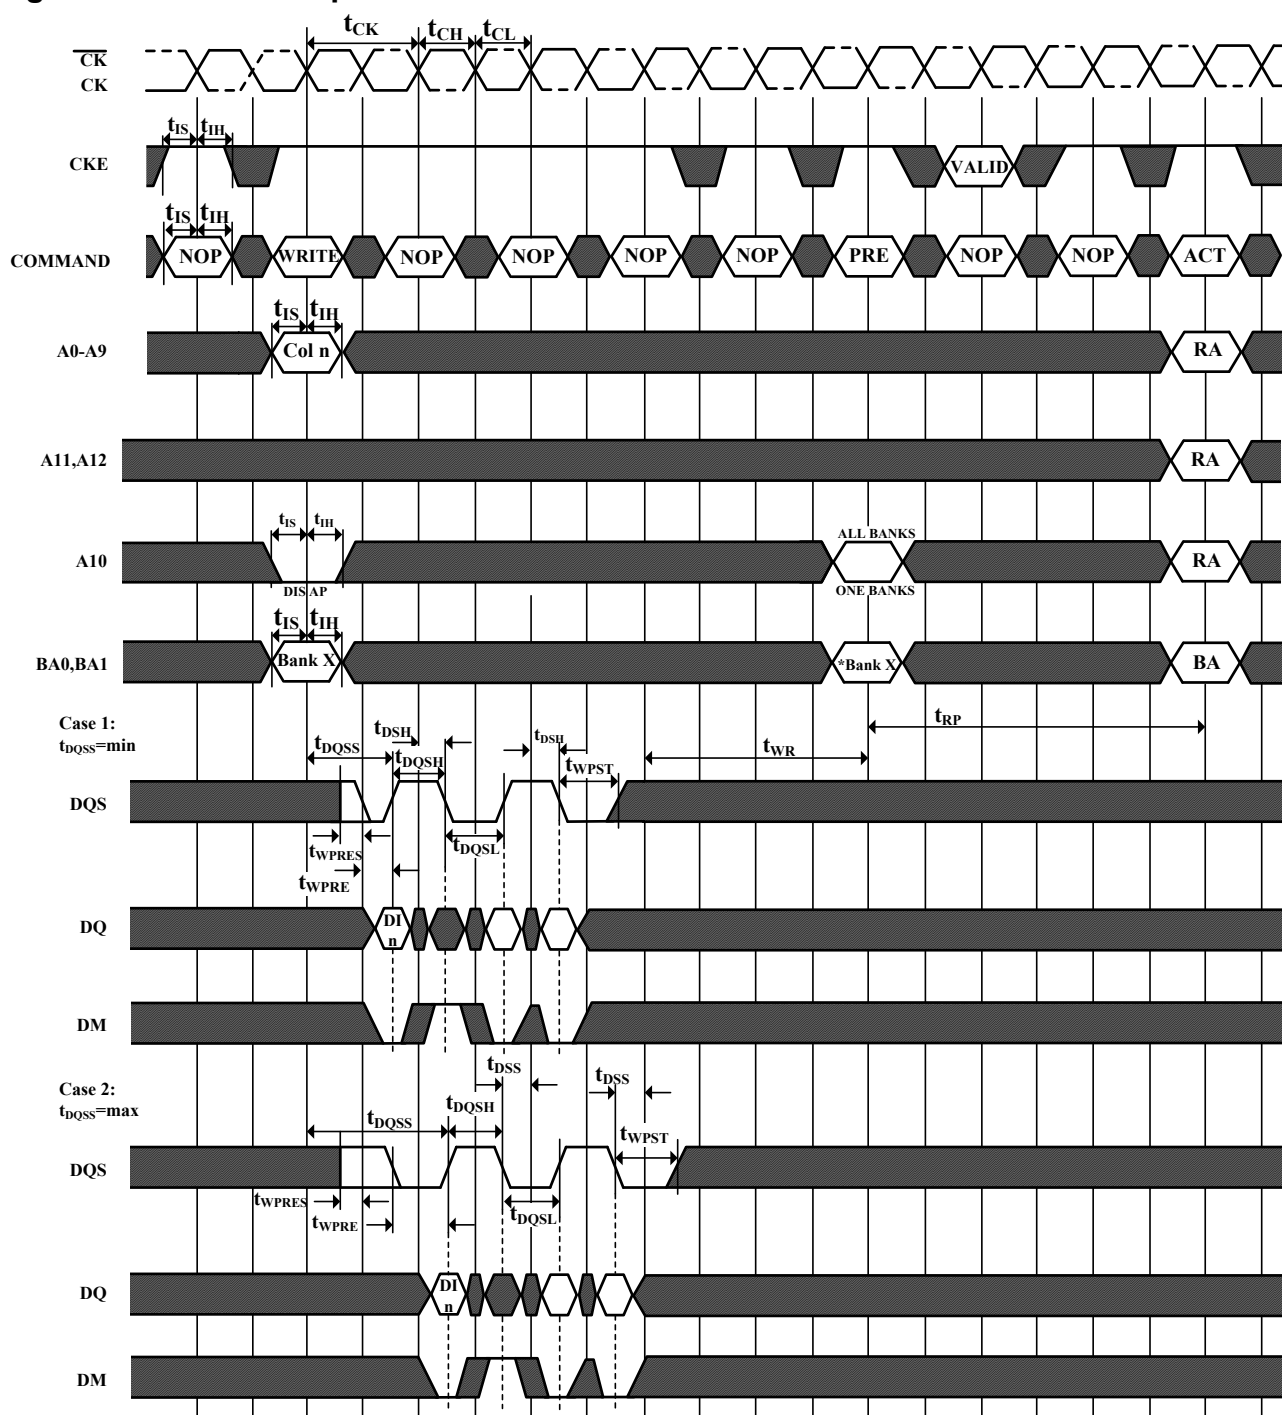 tCK tCH tCL
CK
CK
tIS tIH
CKE VALID
tIS tIH
COMMAND NOP WRITE NOP NOP NOP NOP PRE NOP NOP ACT
tIS tIH
A0-A9 Col n RA
A11,A12 RA
tIS tIH ALL BANKS
A10 RA
DIS AP ONE BANKS
tIS tIH
BA0,BA1 Bank X *Bank X BA
Case 1:
tDQSS=min
tDQSS tDSH tDQSH tDSH tWPST tWR tRP
DQS
tWPRES tDQSL
tWPRE
DQ DI n
DM
Case 2:
tDQSS=max
tDQSS tDQSH tDSS tDSS tWPST
DQS
tWPRES tWPRE tDQSL
DQ DI n
DM